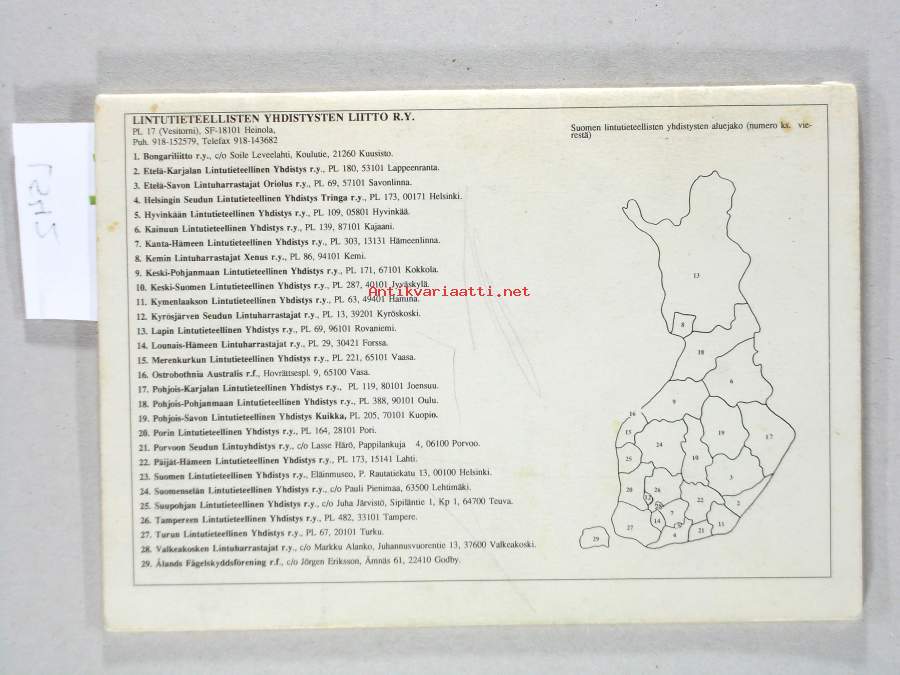 LINTUTIETEELLISTEN YHDISTYSTEN LIITTO R.Y.
PL 17 (Vesitorni), SF-18101 Heinola,
Puh. 918-152579, Telefax 918-143682
1. Bongariliitto r.y., c/o Soile Leveelahti, Koulutie, 21260 Kuusisto.
2. Etelä-Karjalan Lintutieteellinen Yhdistys r.y., PL 180, 53101 Lappeenranta.
3. Etelä-Savon Lintuharrastajat Oriolus r.y., PL 69, 57101 Savonlinna.
4. Helsingin Seudun Lintutieteellinen Yhdistys Tringa r.y., PL 173, 00171 Helsinki.
5. Hyvinkään Lintutieteellinen Yhdistys r.y., PL 109, 05801 Hyvinkää.
6. Kainuun Lintutieteellinen Yhdistys r.y., PL 139, 87101 Kajaani.
7. Kanta-Hämeen Lintutieteellinen Yhdistys r.y., PL 303, 13131 Hämeenlinna.
8. Kemin Lintuharrastajat Xenus r.y., PL 86, 94101 Kemi.
9. Keski-Pohjanmaan Lintutieteellinen Yhdistys r.y., PL 171, 67101 Kokkola.
10. Keski-Suomen Lintutieteellinen Yhdistys r.y., PL 287, 40101 Jyväskylä.
Antikvariaatti.net
11. Kymenlaakson Lintutieteellinen Yhdistys r.y., PL 63, 49401 Hamina.
12. Kyrösjärven Seudun Lintuharrastajat r.y., PL 13, 39201 Kyröskoski.
13. Lapin Lintutieteellinen Yhdistys r.y., PL 69, 96101 Rovaniemi.
14. Lounais-Hämeen Lintuharrastajat r.y., PL 29, 30421 Forssa.
15. Merenkurkun Lintutieteellinen Yhdistys r.y., PL 221, 65101 Vaasa.
16. Ostrobothnia Australis r.f., Hovrättsespl. 9, 65100 Vasa.
17. Pohjois-Karjalan Lintutieteellinen Yhdistys r.y., PL 119, 80101 Joensuu.
18. Pohjois-Pohjanmaan Lintutieteellinen Yhdistys r.y., PL 388, 90101 Oulu.
19. Pohjois-Savon Lintutieteellinen Yhdistys Kuikka, PL 205, 70101 Kuopio.
20. Porin Lintutieteellinen Yhdistys r.y., PL 164, 28101 Pori.
21. Porvoon Seudun Lintuyhdistys r.y., c/o Lasse Härö, Pappilankuja 4, 06100 Porvoo.
22. Päijät-Hämeen Lintutieteellinen Yhdistys r.y., PL 173, 15141 Lahti.
23. Suomen Lintutieteellinen Yhdistys r.y., Eläinmuseo, P. Rautatiekatu 13, 00100 Helsinki.
24. Suomenselän Lintutieteellinen Yhdistys r.y., c/o Pauli Pienimaa, 63500 Lehtimäki.
25. Suupohjan Lintutieteellinen Yhdistys r.y., c/o Juha Järvistö, Sipiläntie 1, Kp 1, 64700 Teuva.
26. Tampereen Lintutieteellinen Yhdistys r.y., PL 482, 33101 Tampere.
27. Turun Lintutieteellinen Yhdistys r.y., PL 67, 20101 Turku.
28. Valkeakosken Lintuharrastajat r.y., c/o Markku Alanko, Juhannusvuorentie 13, 37600 Valkeakoski.
29. Ålands Fågelskyddsförening r.f., c/o Jörgen Eriksson, Ämnäs 61, 22410 Godby.
Suomen lintutieteellisten yhdistysten aluejako (numero ks. vie-
restä)
13
8
18
6
9
16
15
24
19
17
25
10
3
20
26
22
2
12
28
7
14
27
5
21
11
4
29